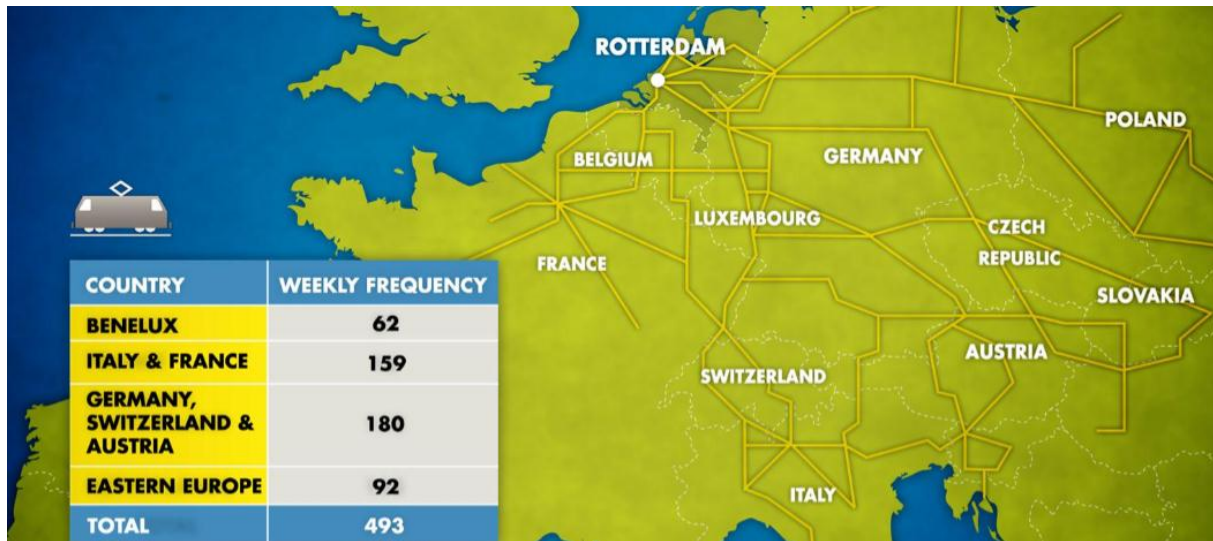 ROTTERDAM
POLAND
BELGIUM
GERMANY
LUXEMBOURG
CZECH
REPUBLIC
FRANCE
SLOVAKIA
AUSTRIA
SWITZERLAND
ITALY
COUNTRY WEEKLY FREQUENCY
BENELUX 62
ITALY & FRANCE 159
GERMANY,
SWITZERLAND & 180
AUSTRIA
EASTERN EUROPE 92
TOTAL 493